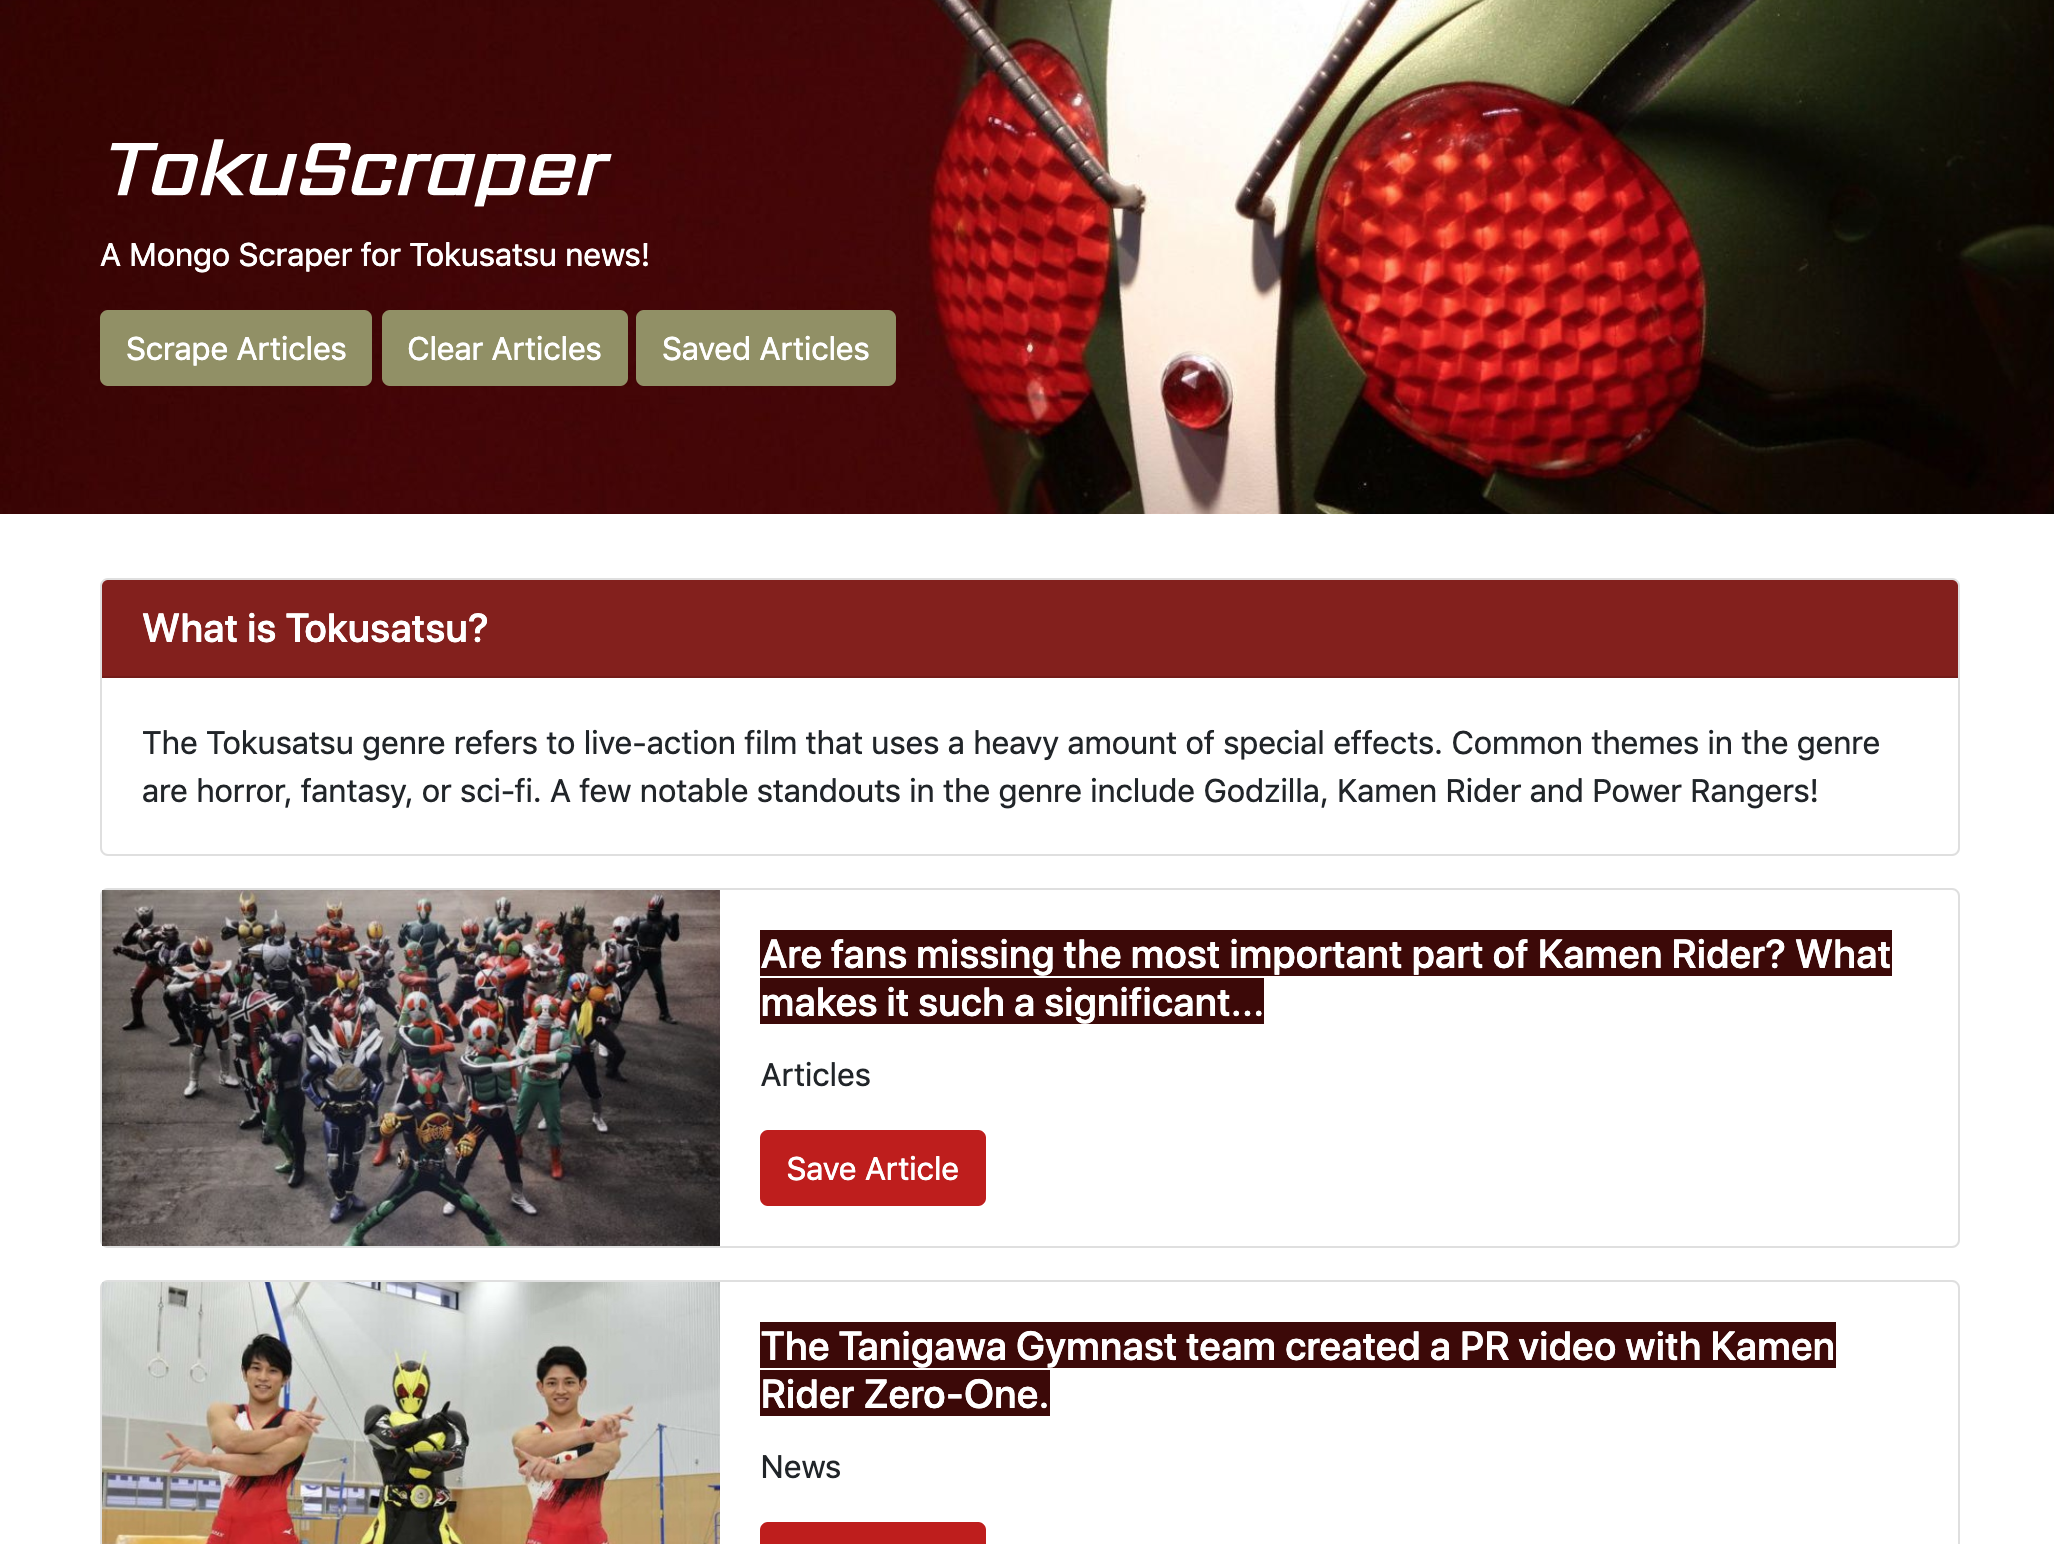 TokuScraper
A Mongo Scraper for Tokusatsu news!
Scrape Articles Clear Articles Saved Articles
What is Tokusatsu?
The Tokusatsu genre refers to live-action film that uses a heavy amount of special effects. Common themes in the genre
are horror, fantasy, or sci-fi. A few notable standouts in the genre include Godzilla, Kamen Rider and Power Rangers!
Are fans missing the most important part of Kamen Rider? What
makes it such a significant...
Articles
Save Article
The Tanigawa Gymnast team created a PR video with Kamen
Rider Zero-One.
News